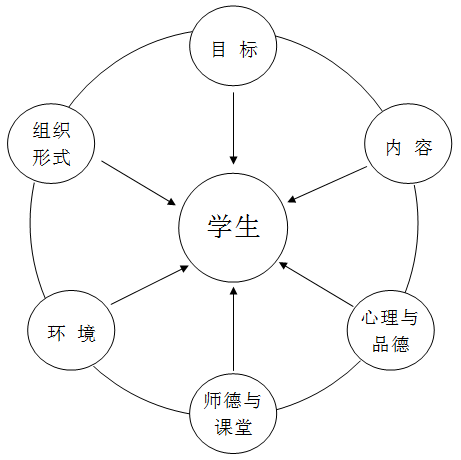 目 标
组织
形式
内 容
学生
环 境
心理与
品德
师德与
课堂